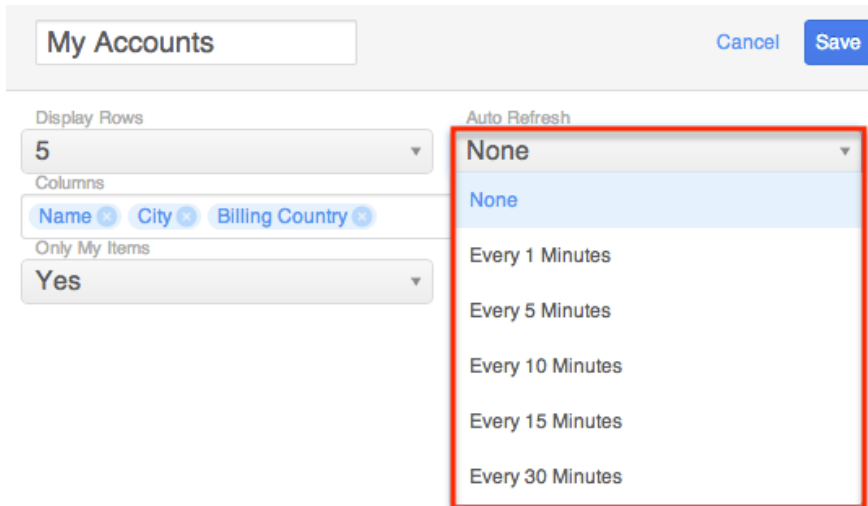 My Accounts
Cancel
Save
Display Rows
5
Auto Refresh
None
Columns
Name
City
Billing Country
Only My Items
Yes
None
Every 1 Minutes
Every 5 Minutes
Every 10 Minutes
Every 15 Minutes
Every 30 Minutes